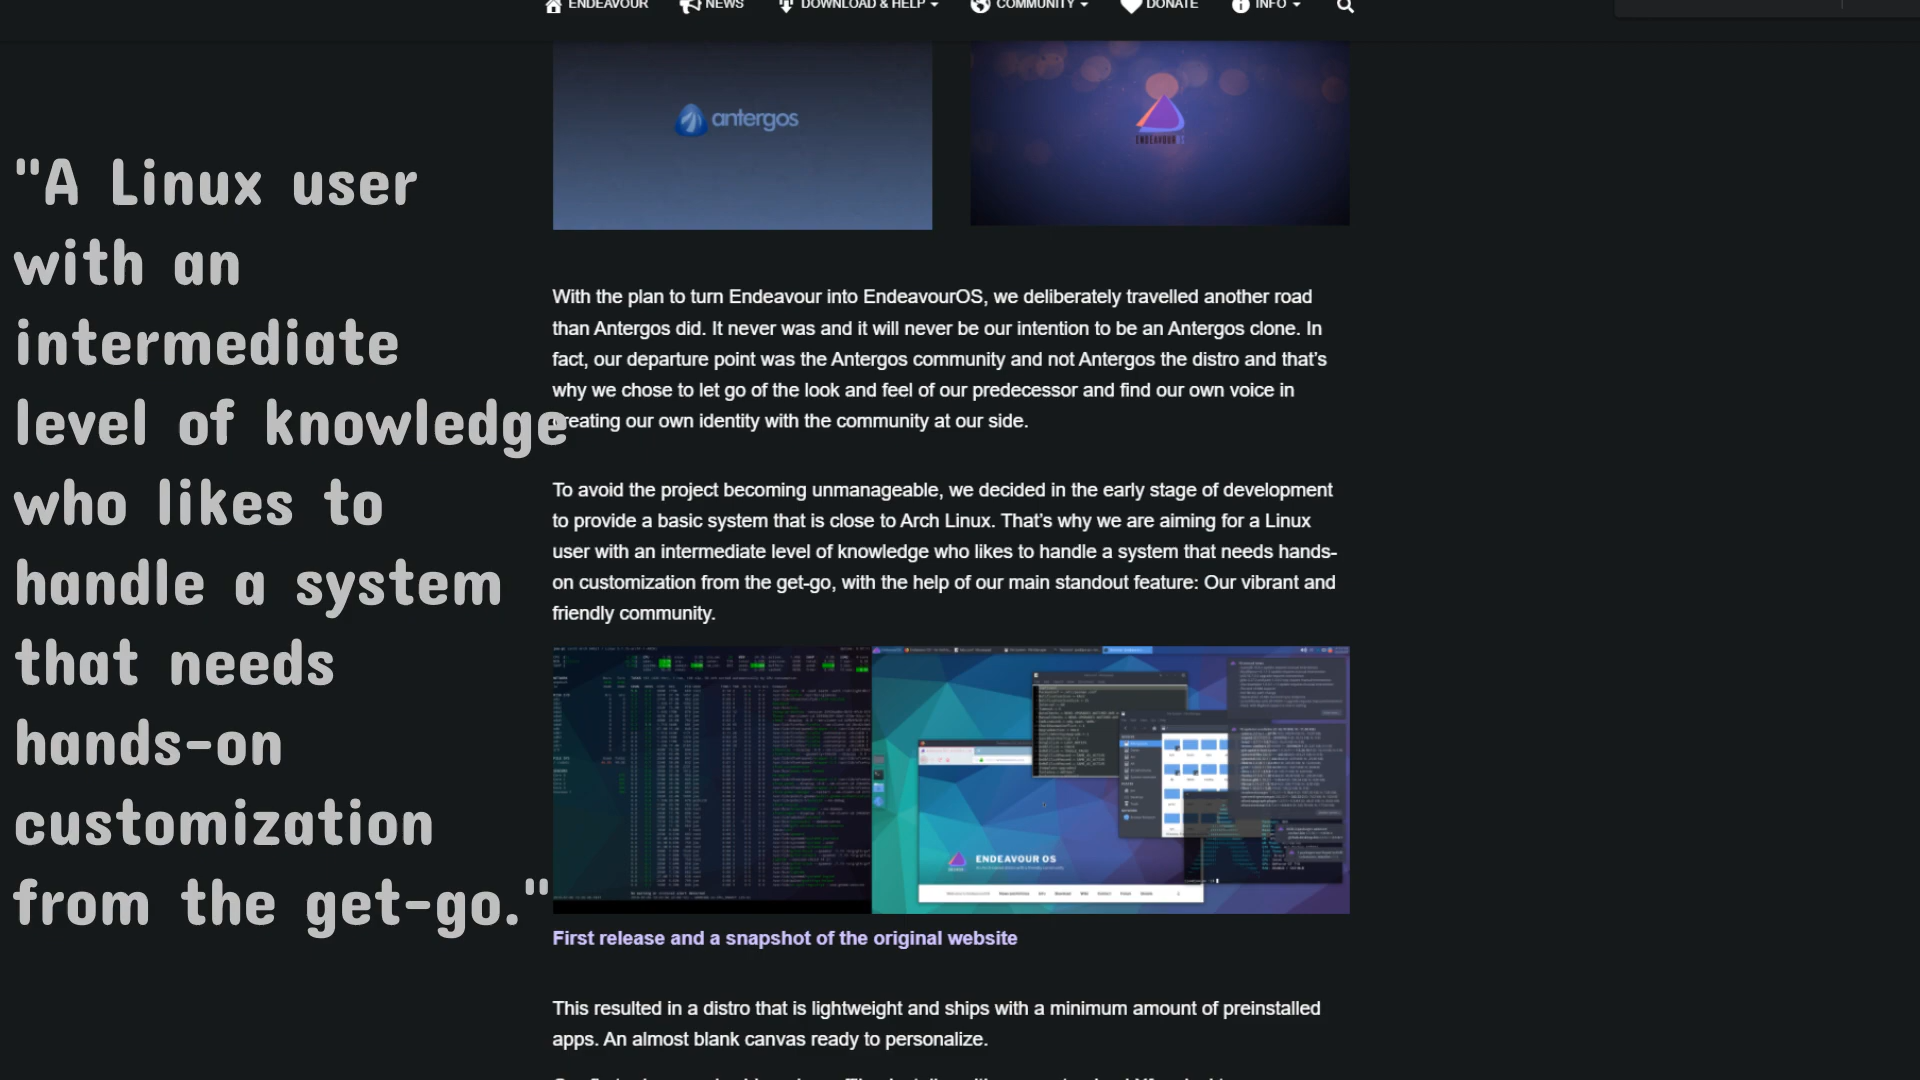 ENDEAVOUR NEWS DOWNLOAD & HELP COMMUNITY DONATE INFO
antergos
ENDEAVOUROS
"A Linux user
with an
intermediate
level of knowledge
who likes to
handle a system
that needs
hands-on
customization
from the get-go."
With the plan to turn Endeavour into EndeavourOS, we deliberately travelled another road
than Antergos did. It never was and it will never be our intention to be an Antergos clone. In
fact, our departure point was the Antergos community and not Antergos the distro and that's
why we chose to let go of the look and feel of our predecessor and find our own voice in
creating our own identity with the community at our side.
To avoid the project becoming unmanageable, we decided in the early stage of development
to provide a basic system that is close to Arch Linux. That's why we are aiming for a Linux
user with an intermediate level of knowledge who likes to handle a system that needs hands-
on customization from the get-go, with the help of our main standout feature: Our vibrant and
friendly community.
ENDEAVOUR OS
First release and a snapshot of the original website
This resulted in a distro that is lightweight and ships with a minimum amount of preinstalled
apps. An almost blank canvas ready to personalize.